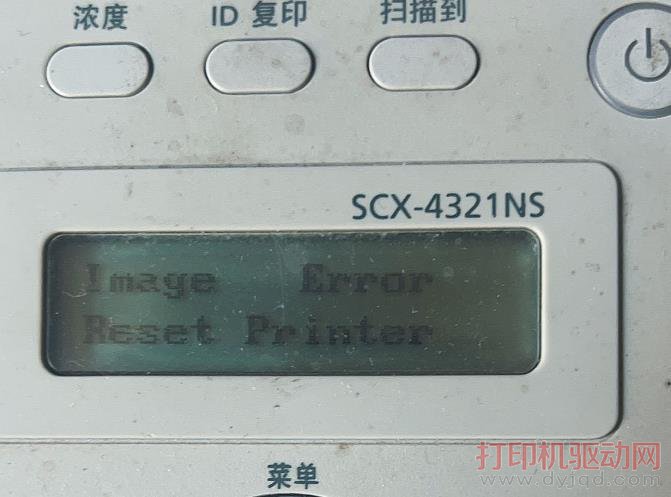 浓度
ID 复印
扫描到
SCX-4321NS
Image Error
Reset Printer
菜单
打印机驱动网
www.dyjqd.com